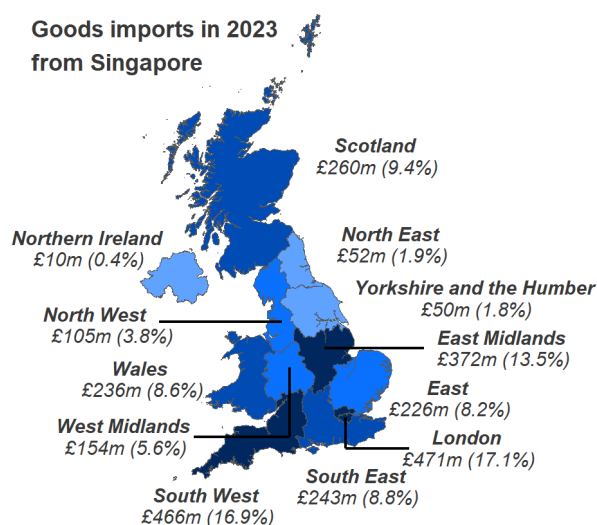 Goods imports in 2023
from Singapore
Scotland
£260m (9.4%)
Northern Ireland
£10m (0.4%)
North East
£52m (1.9%)
Yorkshire and the Humber
£50m (1.8%)
North West
£105m (3.8%)
East Midlands
£372m (13.5%)
Wales
£236m (8.6%)
East
£226m (8.2%)
West Midlands
£154m (5.6%)
London
£471m (17.1%)
South East
£243m (8.8%)
South West
£466m (16.9%)